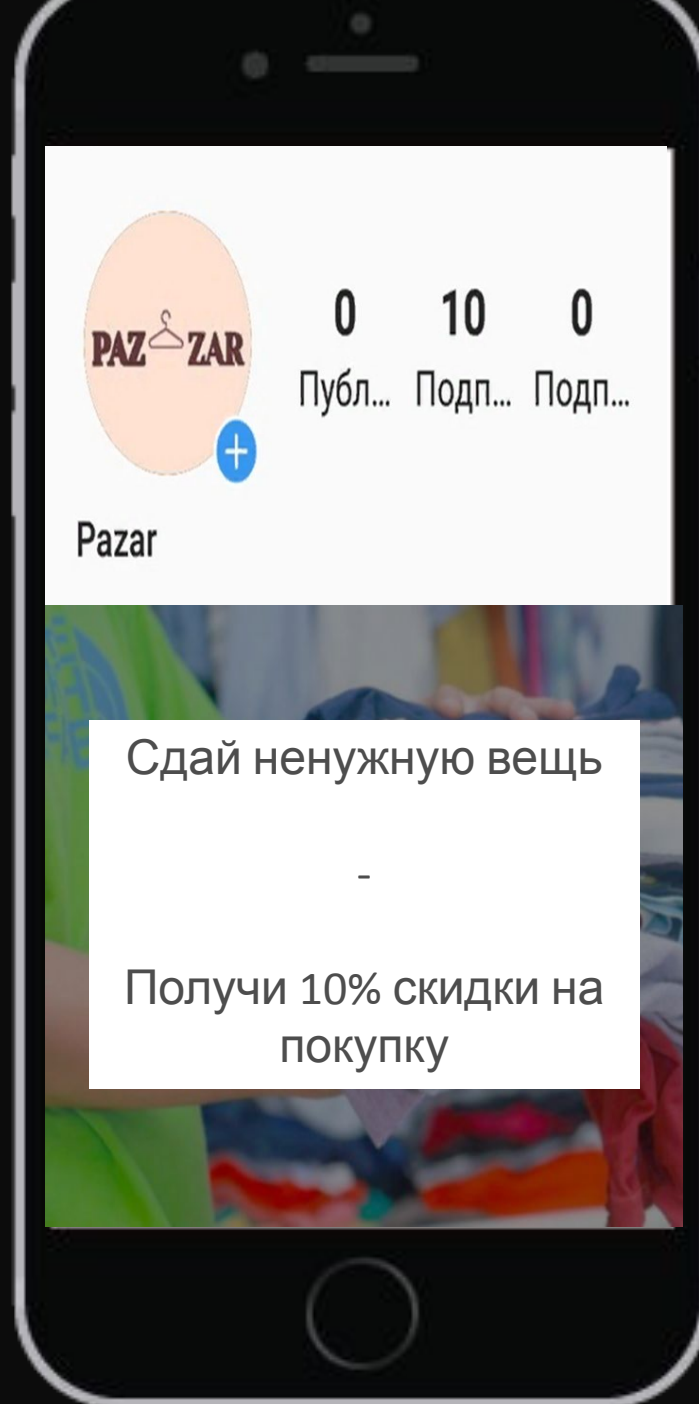 PAZ ZAR
0 10 0
Публ... Подп... Подп...
Pazar
Сдай ненужную вещь
-
Получи 10% скидки на
покупку